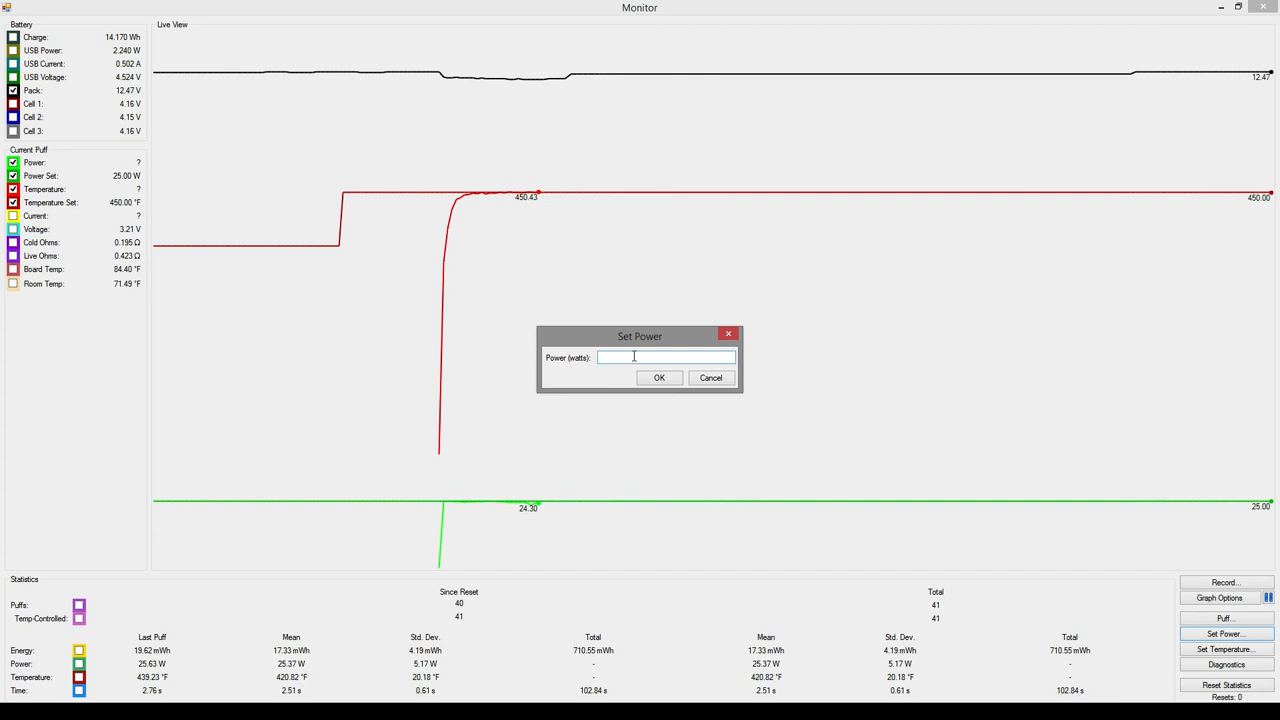 Monitor
Battery
Charge: 14.170 Wh
USB Power: 2.240 W
USB Current: 0.502 A
USB Voltage: 4.524 V
Pack: 12.47 V
Cell 1: 4.16 V
Cell 2: 4.15 V
Cell 3: 4.16 V
Current Puff
Power: ?
Power Set: 25.00 W
Temperature: ?
Temperature Set: 450.00 °F
Current: ?
Voltage: 3.21 V
Cold Ohms: 0.195 Ω
Live Ohms: 0.423 Ω
Board Temp: 84.40 °F
Room Temp: 71.49 °F
Live View
12.47
450.43
450.00
24.30
25.00
Set Power
Power (watts):
OK Cancel
Statistics
Since Reset Total
Puffs: 40 41
Temp-Controlled: 41 41
Last Puff Mean Std. Dev. Total Mean Std. Dev. Total
Energy: 19.62 mWh 17.33 mWh 4.19 mWh 710.55 mWh 17.33 mWh 4.19 mWh 710.55 mWh
Power: 25.63 W 25.37 W 5.17 W - 25.37 W 5.17 W -
Temperature: 439.23 °F 420.82 °F 20.18 °F - 420.82 °F 20.18 °F -
Time: 2.76 s 2.51 s 0.61 s 102.84 s 2.51 s 0.61 s 102.84 s
Record...
Graph Options
Puff...
Set Power...
Set Temperature...
Diagnostics
Reset Statistics
Resets: 0